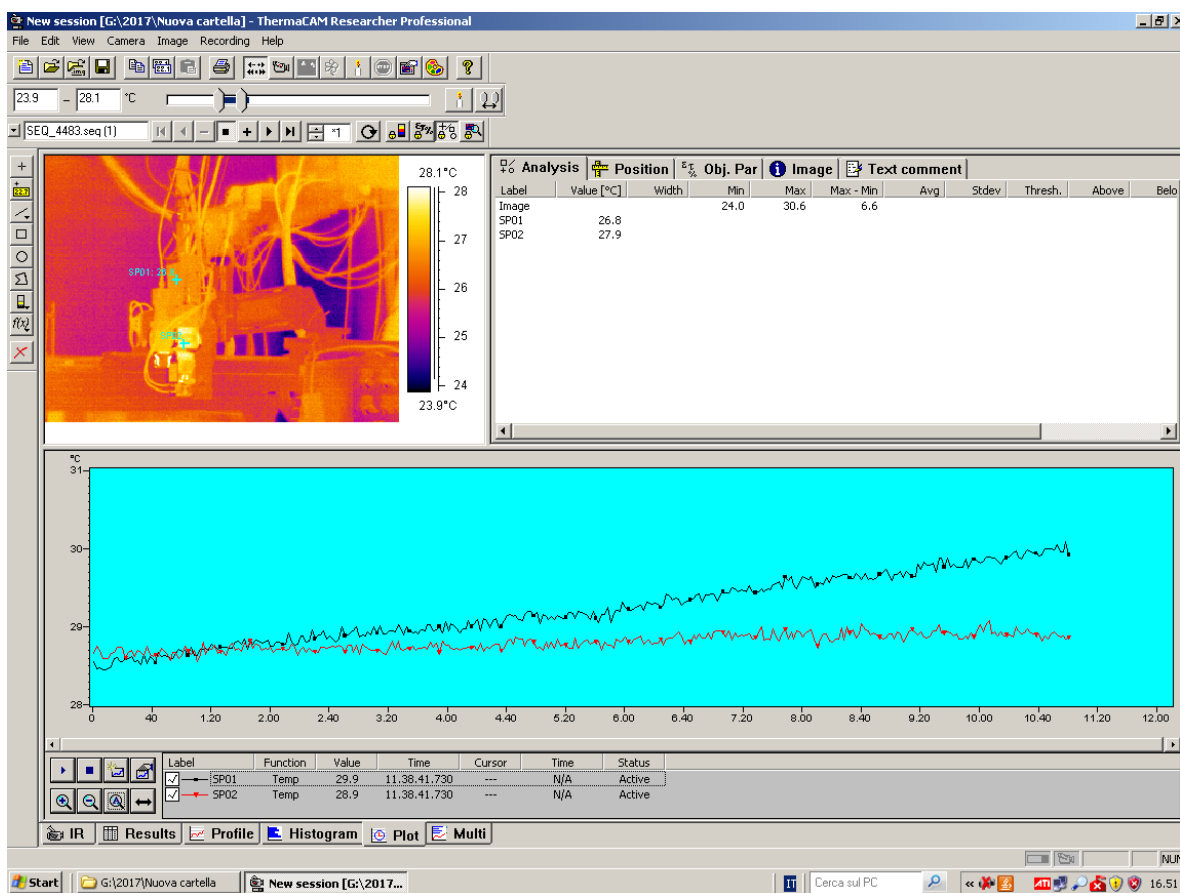 New session [G:\2017\Nuova cartella] - ThermaCAM Researcher Professional
File Edit View Camera Image Recording Help
23.9 – 28.1 °C
SEQ_4483.seq (1) *1
28.1°C
28
27
26
25
24
23.9°C
SP01: 26.8
Analysis Position Obj. Par Image Text comment
Label Value [°C] Width Min Max Max - Min Avg Stdev Thresh. Above Belo
Image 24.0 30.6 6.6
SP01 26.8
SP02 27.9
°C
31
30
29
28
0 40 1.20 2.00 2.40 3.20 4.00 4.40 5.20 6.00 6.40 7.20 8.00 8.40 9.20 10.00 10.40 11.20 12.00
Label Function Value Time Cursor Time Status
SP01 Temp 29.9 11.38.41.730 --- N/A Active
SP02 Temp 28.9 11.38.41.730 --- N/A Active
IR Results Profile Histogram Plot Multi
NUM
Start G:\2017\Nuova cartella New session [G:\2017... IT Cerca sul PC « ATI 16.51